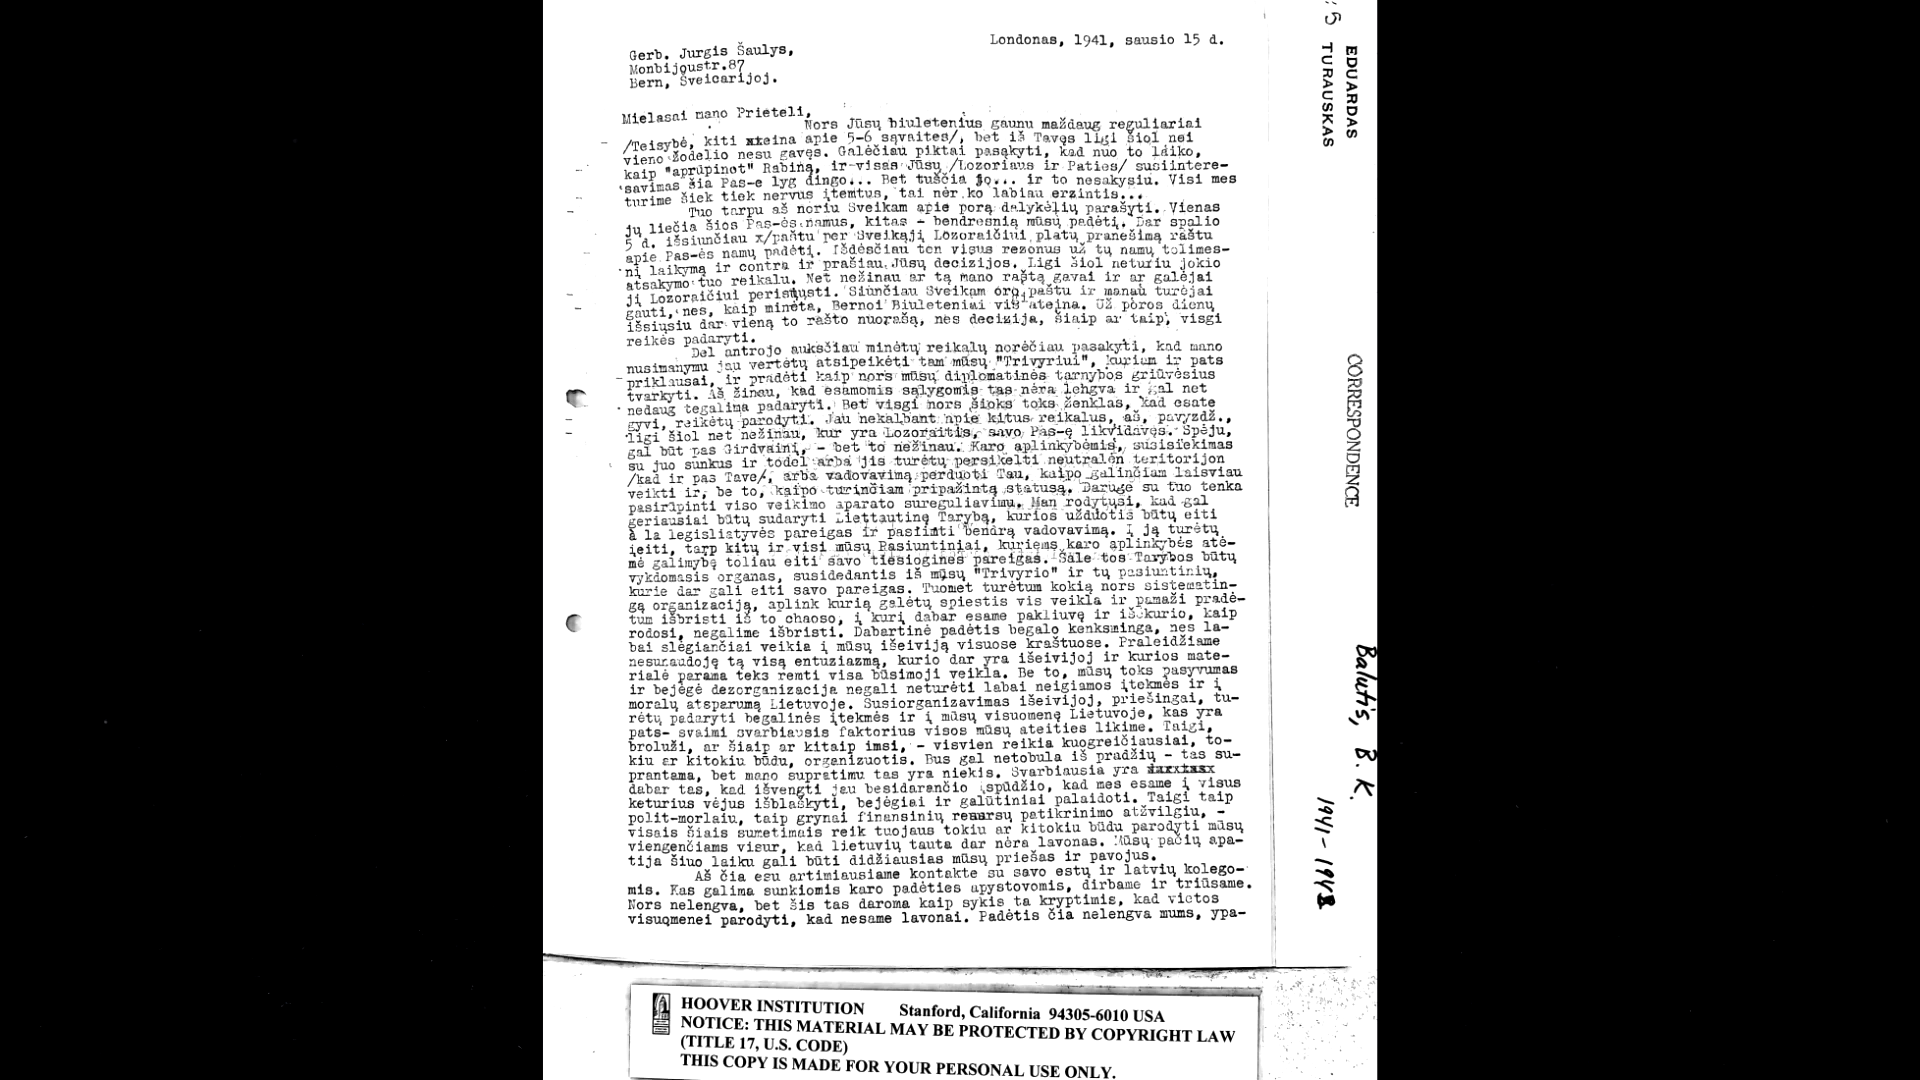 Londonas, 1941, sausio 15 d.
Gerb. Jurgis Šaulys,
Monbijoustr.87
Bern, Šveicarijoj.
Mielasai mano Prieteli,
Nors Jūsų biuletenius gaunu maždaug reguliariai
/Teisybė, kiti xteina apie 5-6 sąvaites/, bet iš Tavęs ligi šiol nei
vieno žodelio nesu gavęs. Galėčiau piktai pasąkyti, kad nuo to laiko,
kaip "aprūpinot" Rabiną, ir visas Jūsų /Lozoriaus ir Paties/ susiintere-
savimas šia Pas-e lyg dingo... Bet tuščia jo... ir to nesakysiu. Visi mes
turime šiek tiek nervus įtemtus, tai nėr ko labiau erzintis...
Tuo tarpu aš noriu Sveikam apie porą dalykėlių parašyti. Vienas
jų liečia šios Pas-ės namus, kitas - bendresnią mūsų padėtį. Dar spalio
5 d. išsiunčiau x/paštu per Sveikąjį Lozoraičiui platų pranešimą raštu
apie Pas-ės namų padėtį. Išdėsčiau ten visus rezonus už tų namų tolimes-
nį laikymą ir contra ir prašiau Jūsų decizijos. Ligi šiol neturiu jokio
atsakymo tuo reikalu. Net nežinau ar tą mano raštą gavai ir ar galėjai
jį Lozoraičiui persiųsti. Siunčiau Sveikam oro paštu ir manau turėjai
gauti, nes, kaip minėta, Bernoi Biuleteniai vis ateina. Už poros dienų
išsiųsiu dar vieną to rašto nuorašą, nes decizija, šiaip ar taip, visgi
reikės padaryti.
Dėl antrojo aukščiau minėtų reikalų norėčiau pasakyti, kad mano
nusimanymu jau vertėtų atsipeikėti tam mūsų "Trivyriui", kuriam ir pats
priklausai, ir pradėti kaip nors mūsų diplomatinės tarnybos griūvėsius
tvarkyti. Aš žinau, kad esamomis sąlygomis tas nėra lehgva ir gal net
nedaug tegalima padaryti. Bet visgi nors šioks toks ženklas, kad esate
gyvi, reikėtų parodyti. Jau nekalbant apie kitus reikalus, aš, pavyzdž.,
ligi šiol net nežinau, kur yra Lozoraitis, savo Pas-ę likvidavęs. Spėju,
gal būt pas Girdvainį, - bet to nežinau. Karo aplinkybėmis, susisiekimas
su juo sunkus ir todėl arba jis turėtų persikelti neutralėn teritorijon
/kad ir pas Tave/, arba vadovavimą perduoti Tau, kaipo galinčiam laisviau
veikti ir, be to, kaipo turinčiam pripažintą statusą. Daruge su tuo tenka
pasirūpinti viso veikimo aparato sureguliavimu. Man rodytųsi, kad gal
geriausiai būtų sudaryti Liettautinę Tarybą, kurios užduotis būtų eiti
à la legisliatyvės pareigas ir pasiimti bendrą vadovavimą. Į ją turėtų
įeiti, tarp kitų ir visi mūsų Pasiuntiniai, kuriems karo aplinkybės atė-
mė galimybę toliau eiti savo tiesiogines pareigas. Šale tos Tarybos būtų
vykdomasis organas, susidedantis iš mūsų "Trivyrio" ir tų pasiuntinių,
kurie dar gali eiti savo pareigas. Tuomet turėtum kokią nors sistematin-
gą organizaciją, aplink kurią galėtų spiestis vis veikla ir pamaži pradė-
tum išbristi iš to chaoso, į kurį dabar esame pakliuvę ir iškurio, kaip
rodosi, negalime išbristi. Dabartinė padėtis begalo kenksminga, nes la-
bai slėgiančiai veikia į mūsų išeiviją visuose kraštuose. Praleidžiame
nesunaudoję tą visą entuziazmą, kurio dar yra išeivijoj ir kurios mate-
rialė parama teks remti visa būsimoji veikla. Be to, mūsų toks pasyvumas
ir bejėgė dezorganizacija negali neturėti labai neigiamos įtekmės ir į
moralų atsparumą Lietuvoje. Susiorganizavimas išeivijoj, priešingai, tu-
rėtų padaryti begalinės įtekmės ir į mūsų visuomenę Lietuvoje, kas yra
pats- svaimi svarbiausis faktorius visos mūsų ateities likime. Taigi,
broluži, ar šiaip ar kitaip imsi, - visvien reikia kuogreičiausiai, to-
kiu ar kitokiu būdu, organizuotis. Bus gal netobula iš pradžių - tas su-
prantama, bet mano supratimu tas yra niekis. Svarbiausia yra
dabar tas, kad išvengti jau besidarančio įspūdžio, kad mes esame į visus
keturius vėjus išblaškyti, bejėgiai ir galūtiniai palaidoti. Taigi taip
polit-morlaiu, taip grynai finansinių resursų patikrinimo atžvilgiu, -
visais šiais sumetimais reik tuojaus tokiu ar kitokiu būdu parodyti mūsų
viengenčiams visur, kad lietuvių tauta dar nėra lavonas. Mūsų pačių apa-
tija šiuo laiku gali būti didžiausias mūsų priešas ir pavojus.
Aš čia esu artimiausiame kontakte su savo estų ir latvių kolego-
mis. Kas galima sunkiomis karo padėties apystovomis, dirbame ir triūsame.
Nors nelengva, bet šis tas daroma kaip sykis ta kryptimis, kad vietos
visuomenei parodyti, kad nesame lavonai. Padėtis čia nelengva mums, ypa-
:5
EDUARDAS
TURAUSKAS
CORRESPONDENCE
Balutis, B. K.
1941-1943
HOOVER INSTITUTION Stanford, California 94305-6010 USA
NOTICE: THIS MATERIAL MAY BE PROTECTED BY COPYRIGHT LAW
(TITLE 17, U.S. CODE)
THIS COPY IS MADE FOR YOUR PERSONAL USE ONLY.